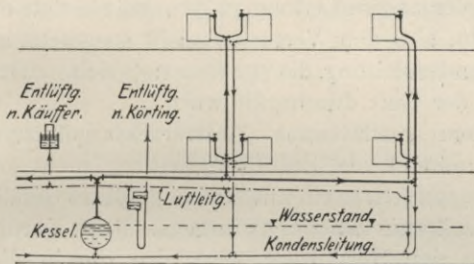 Entlüftg.
n. Käuffer.
Entlüftg.
n. Körting.
Luftleitg.
Wasserstand
Kessel.
Kondensleitung.